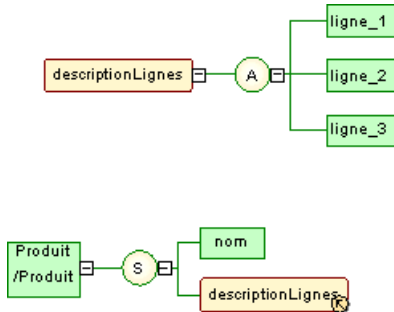 ligne_1
descriptionLignes
A
ligne_2
ligne_3
Produit
/Produit
S
nom
descriptionLignes